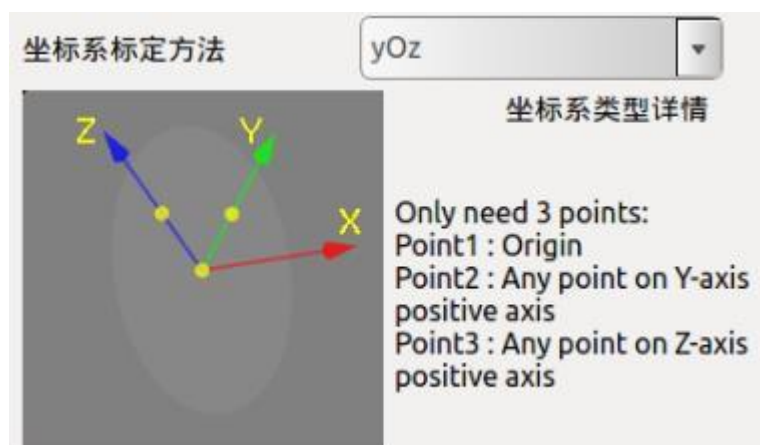 坐标系标定方法
yOz
坐标系类型详情
Z
Y
X
Only need 3 points:
Point1 : Origin
Point2 : Any point on Y-axis
positive axis
Point3 : Any point on Z-axis
positive axis